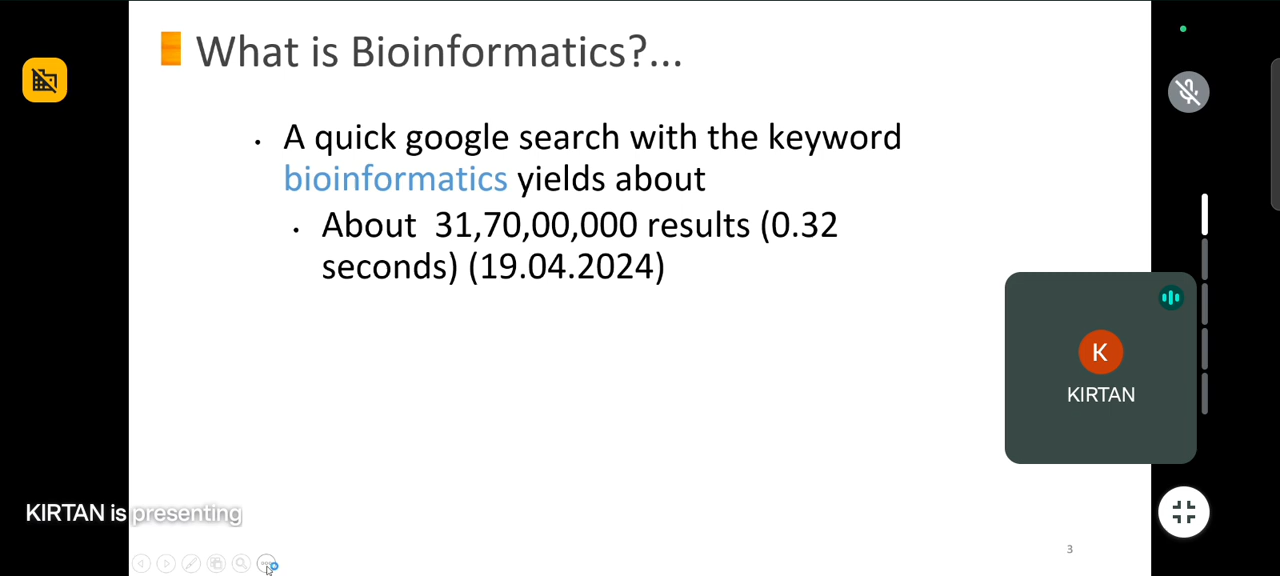 What is Bioinformatics?...
• A quick google search with the keyword
bioinformatics yields about
• About 31,70,00,000 results (0.32
seconds) (19.04.2024)
K
KIRTAN
KIRTAN is presenting
3